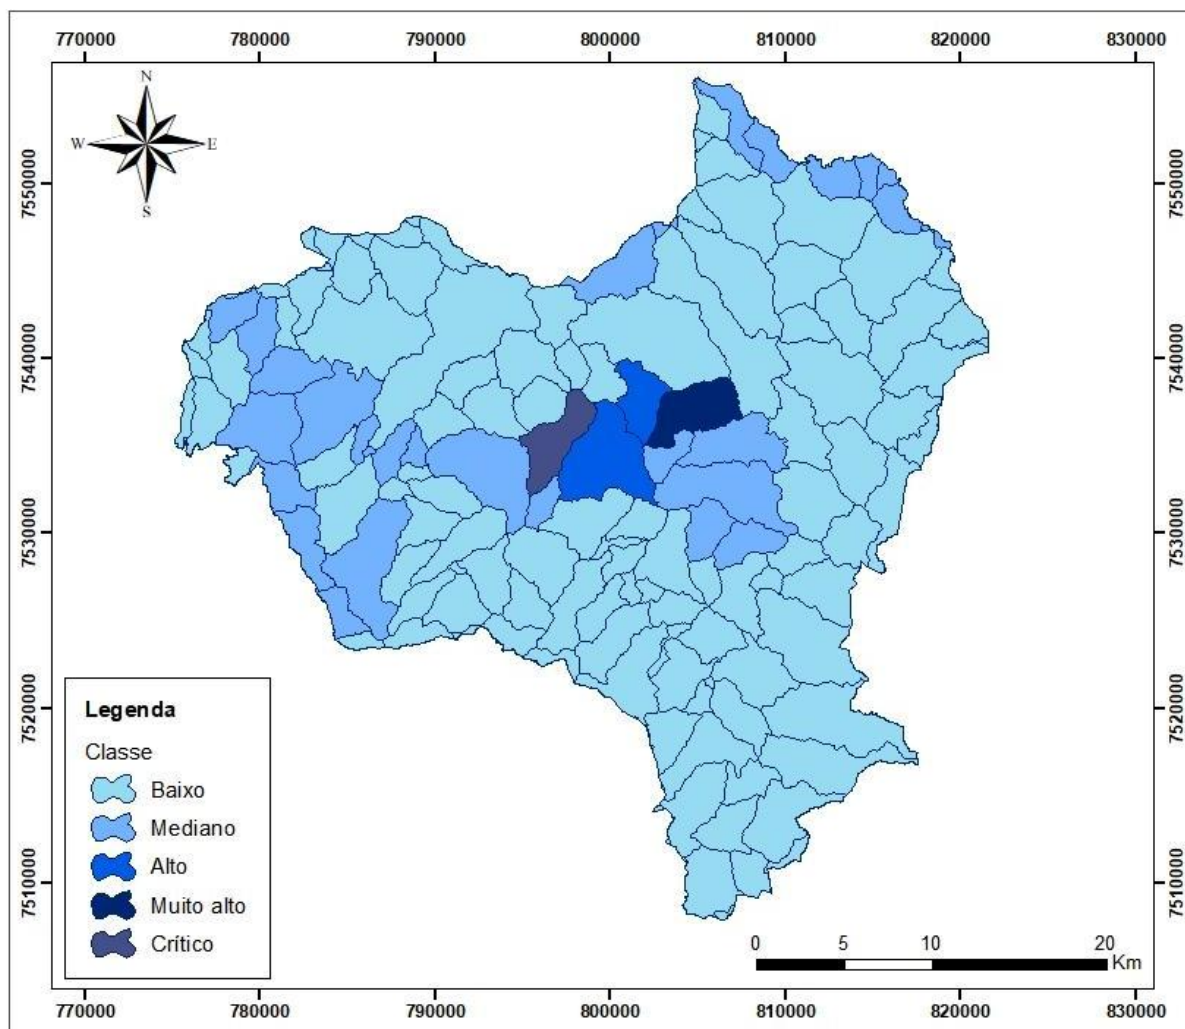 770000 780000 790000 800000 810000 820000 830000
N
W E
S
7550000 7550000
7540000 7540000
7530000 7530000
7520000 7520000
7510000 7510000
Legenda
Classe
Baixo
Mediano
Alto
Muito alto
Crítico
0 5 10 20
Km
770000 780000 790000 800000 810000 820000 830000